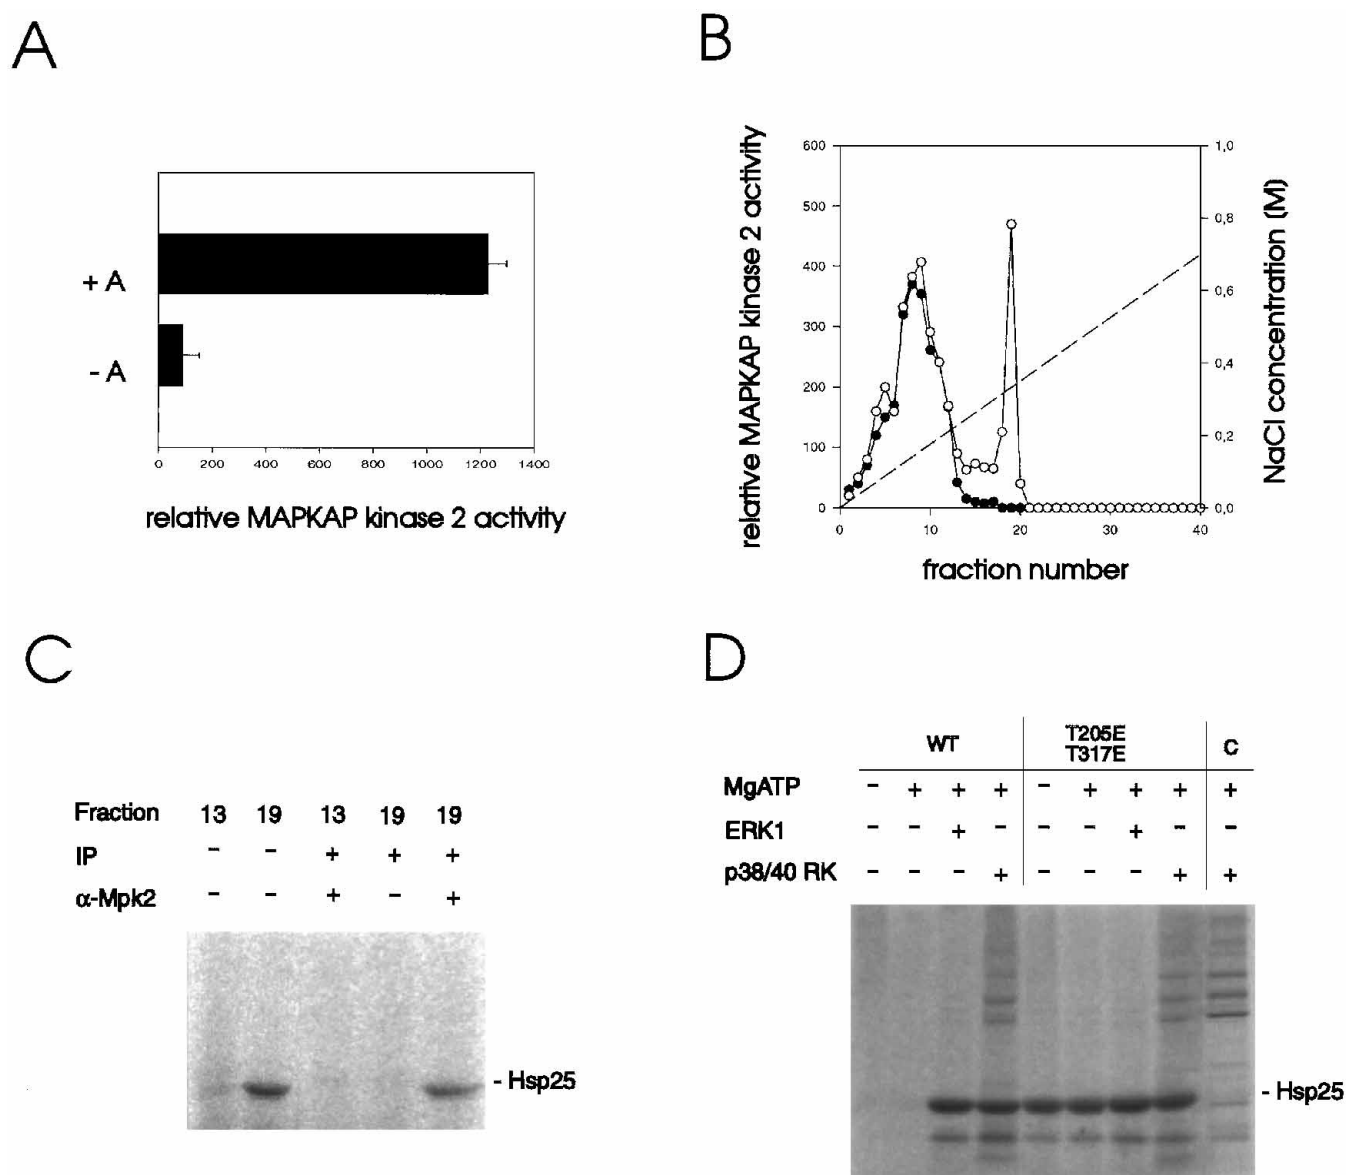 A
+ A
- A
0 200 400 600 800 1000 1200 1400
relative MAPKAP kinase 2 activity
B
relative MAPKAP kinase 2 activity
600
500
400
300
200
100
0
1,0
0,8
0,6
0,4
0,2
0,0
NaCl concentration (M)
0 10 20 30 40
fraction number
C
Fraction 13 19 13 19 19
IP - - + + +
α-Mpk2 - - + - +
- Hsp25
D
WT T205E T317E C
MgATP - + + + - + + + +
ERK1 - - + - - - + - -
p38/40 RK - - - + - - - + +
- Hsp25